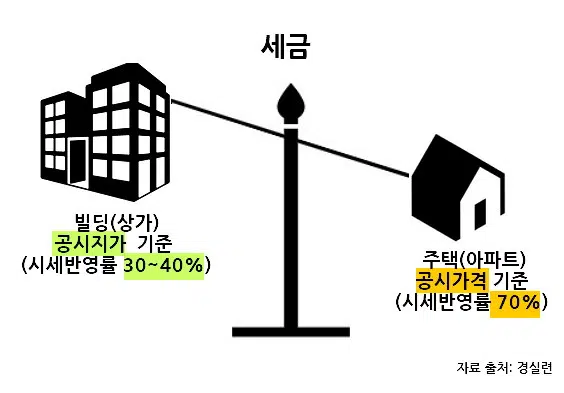 세금
빌딩(상가)
공시지가 기준
(시세반영률 30~40%)
주택(아파트)
공시가격 기준
(시세반영률 70%)
자료 출처: 경실련